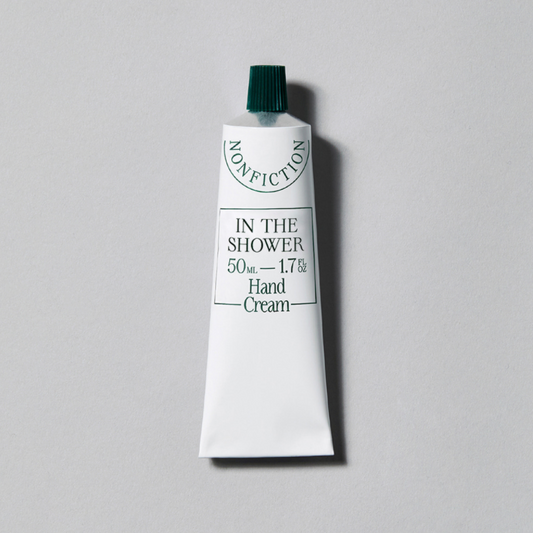 NONFICTION
IN THE
SHOWER
50ML — 1.7 FL OZ
Hand
Cream